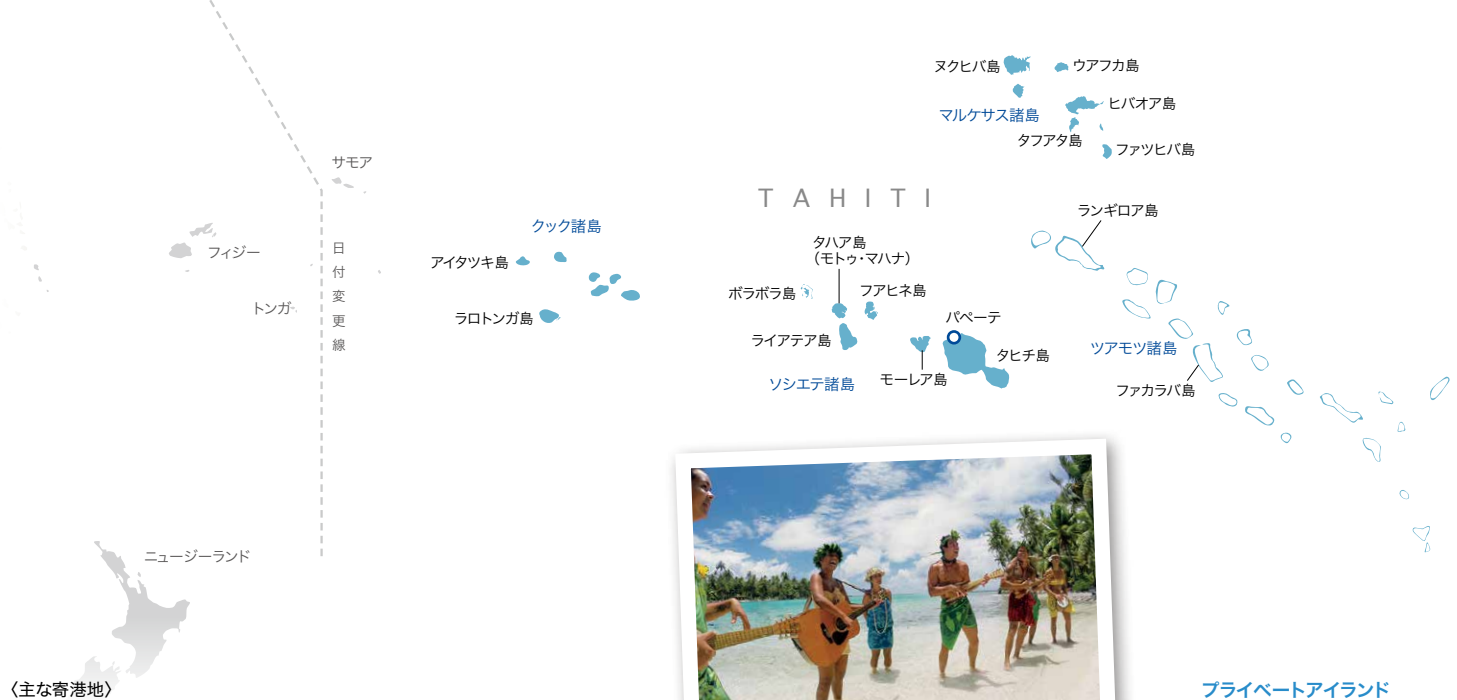 ヌクヒバ島
ウアフカ島
マルケサス諸島
ヒバオア島
タフアタ島
ファツヒバ島
サモア
TAHITI
ランギロア島
クック諸島
フィジー
日付変更線
アイタツキ島
タハア島
（モトゥ・マハナ）
ボラボラ島
フアヒネ島
トンガ
ラロトンガ島
パペーテ
ライアテア島
タヒチ島
ツアモツ諸島
ソシエテ諸島
モーレア島
ファカラバ島
ニュージーランド
〈主な寄港地〉
プライベートアイランド